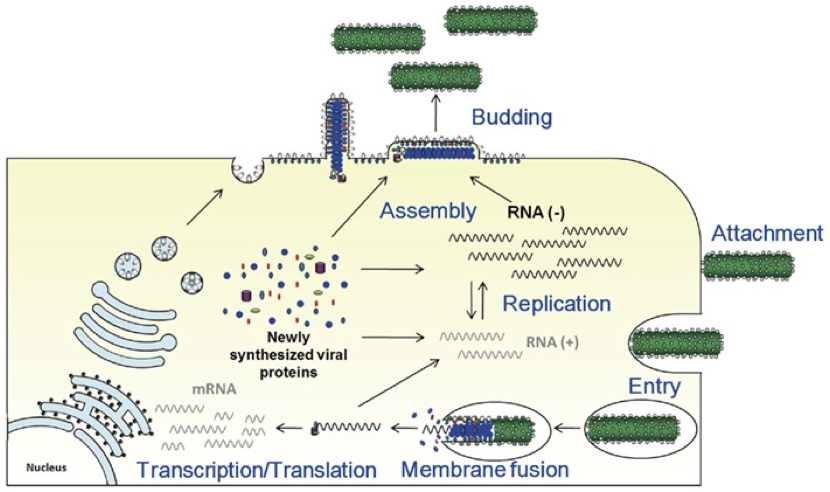 Budding
Assembly
RNA (-)
Attachment
Replication
Newly
synthesized viral
proteins
RNA (+)
Entry
mRNA
Nucleus
Transcription/Translation
Membrane fusion